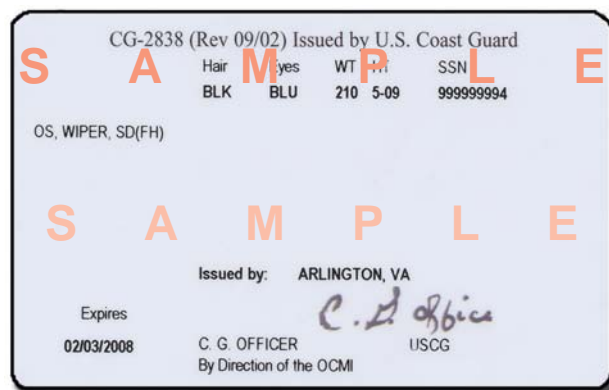 CG-2838 (Rev 09/02) Issued by U.S. Coast Guard
S A M P L E
Hair Eyes WT HT SSN
BLK BLU 210 5-09 999999994
OS, WIPER, SD(FH)
S A M P L E
Issued by: ARLINGTON, VA
C. G. Office
Expires
02/03/2008 C. G. OFFICER USCG
By Direction of the OCMI